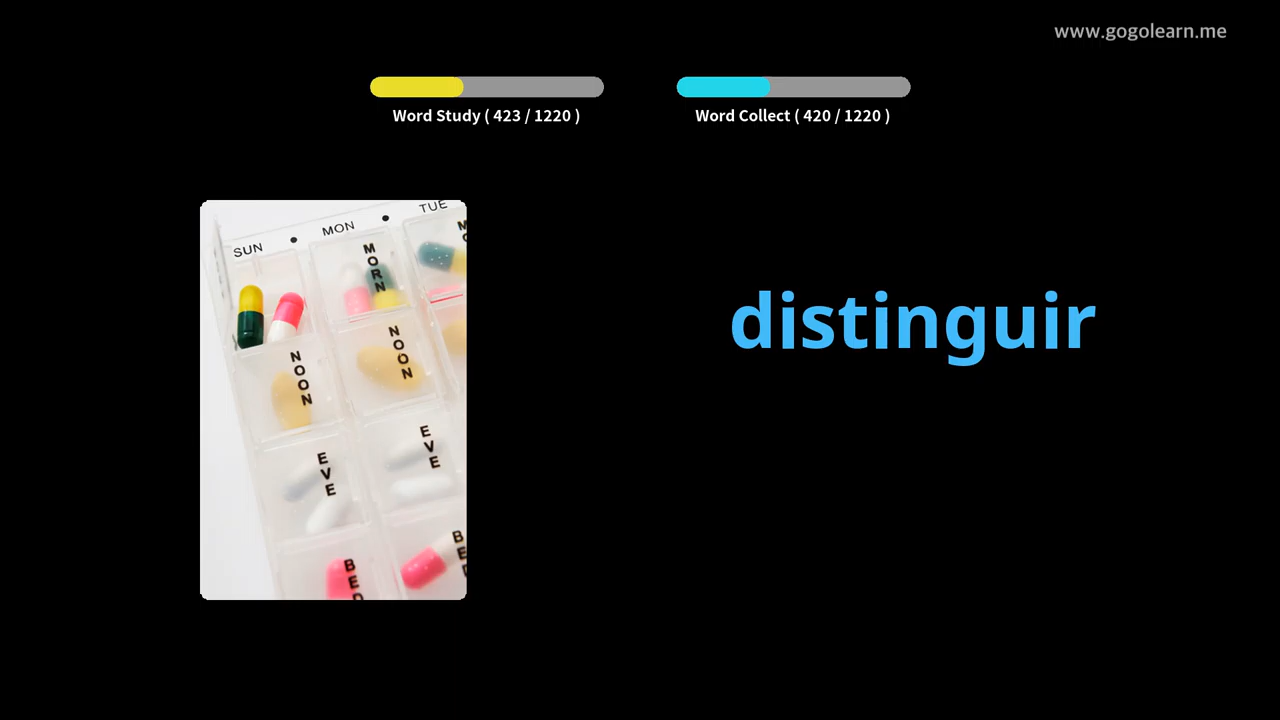 www.gogolearn.me
Word Study ( 423 / 1220 )
Word Collect ( 420 / 1220 )
distinguir
SUN • MON • TUE
MORN
NOON
NOON
EVE
EVE
BED